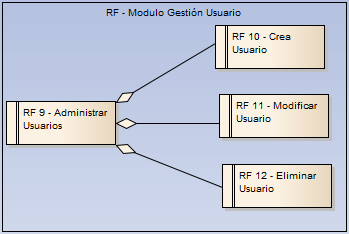 RF - Modulo Gestión Usuario
RF 10 - Crea
Usuario
RF 9 - Administrar
Usuarios
RF 11 - Modificar
Usuario
RF 12 - Eliminar
Usuario